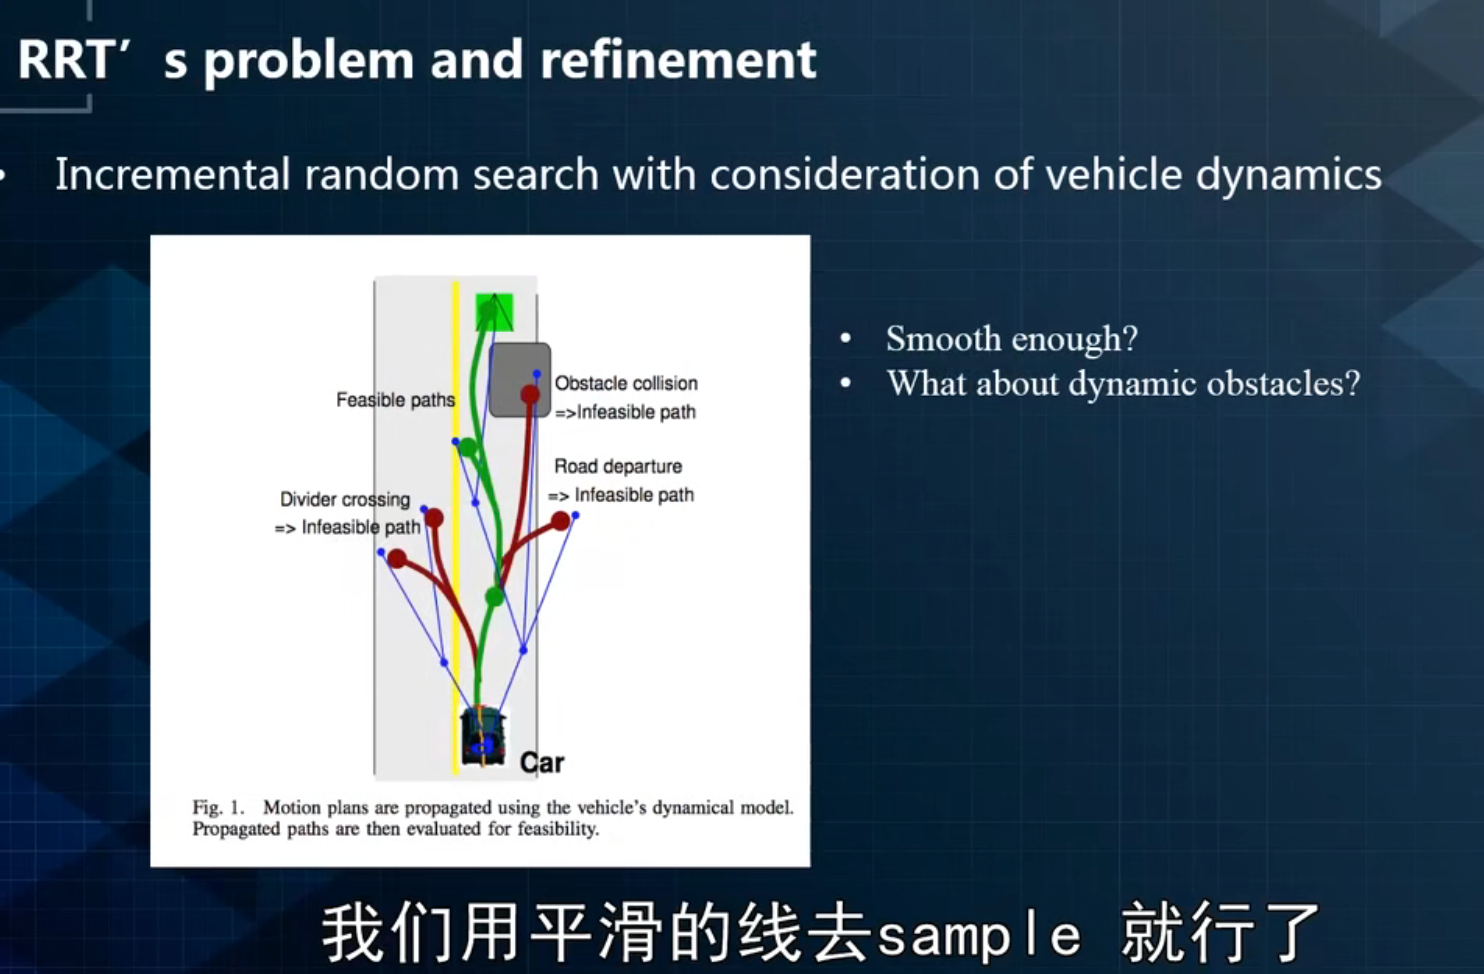 RRT’s problem and refinement
• Incremental random search with consideration of vehicle dynamics
• Smooth enough?
• What about dynamic obstacles?
Feasible paths
Obstacle collision
=>Infeasible path
Road departure
=> Infeasible path
Divider crossing
=> Infeasible path
Car
Fig. 1. Motion plans are propagated using the vehicle's dynamical model.
Propagated paths are then evaluated for feasibility.
我们用平滑的线去sample 就行了